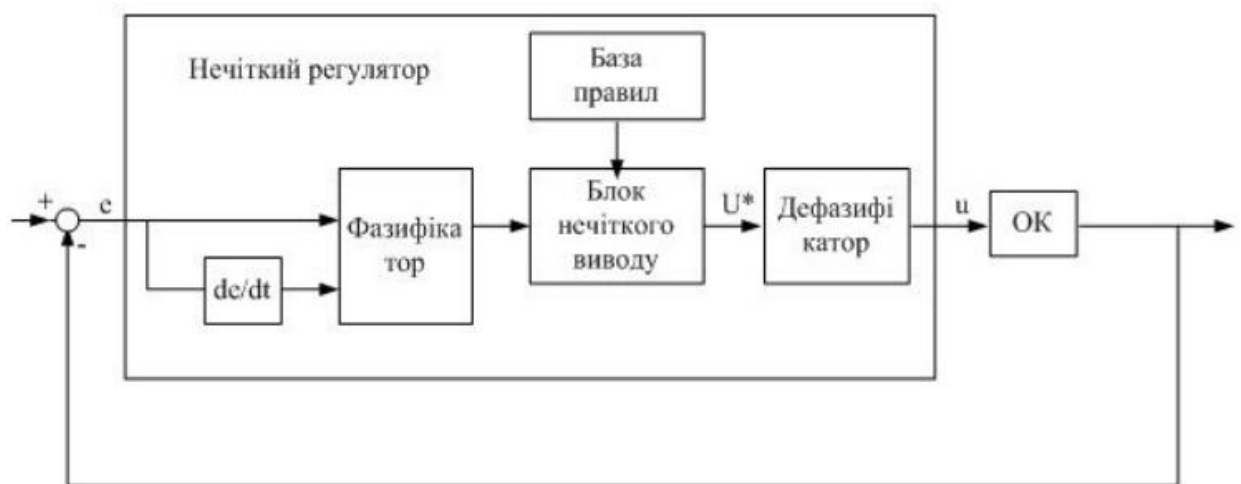 Нечіткий регулятор
База
правил
+
e
-
de/dt
Фазифіка
тор
Блок
нечіткого
виводу
U*
Дефазифі
катор
u
ОК